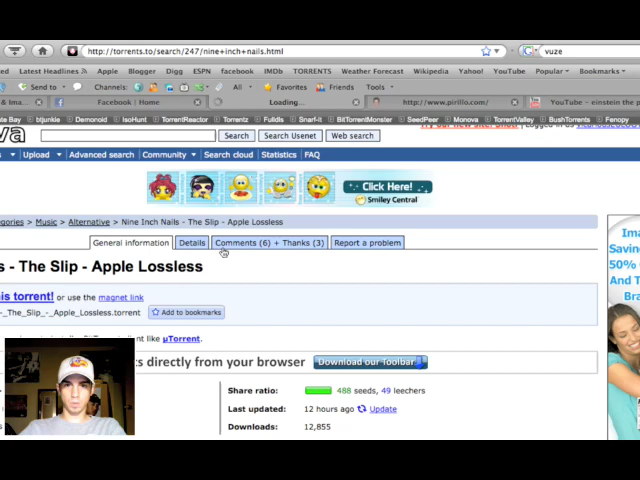 http://torrents.to/search/247/nine+inch+nails.html
vuze
Latest Headlines Apple Blogger Digg ESPN facebook IMDb TORRENTS Weather Forecast Wikipedia Yahoo! YouTube Popular Bookmarks
Send to Channels: All Favorites Friends Tools
Facebook | Home Loading... http://www.pirillo.com/ YouTube - einstein the p
Bay btjunkie Demonoid IsoHunt TorrentReactor Torrentz Fulldls Snarf-It BitTorrentMonster SeedPeer Monova TorrentValley BushTorrents Fenopy
ova Search Search Usenet Web search
Upload Advanced search Community Search cloud Statistics FAQ
Click Here!
Smiley Central
egories > Music > Alternative > Nine Inch Nails - The Slip - Apple Lossless
General information Details Comments (6) + Thanks (3) Report a problem
s - The Slip - Apple Lossless
his torrent! or use the magnet link
-_The_Slip_-_Apple_Lossless.torrent Add to bookmarks
like µTorrent.
ts directly from your browser Download our Toolbar
Share ratio: 488 seeds, 49 leechers
Last updated: 12 hours ago Update
Downloads: 12,855
Ima
Saving
50% O
And T
Bra